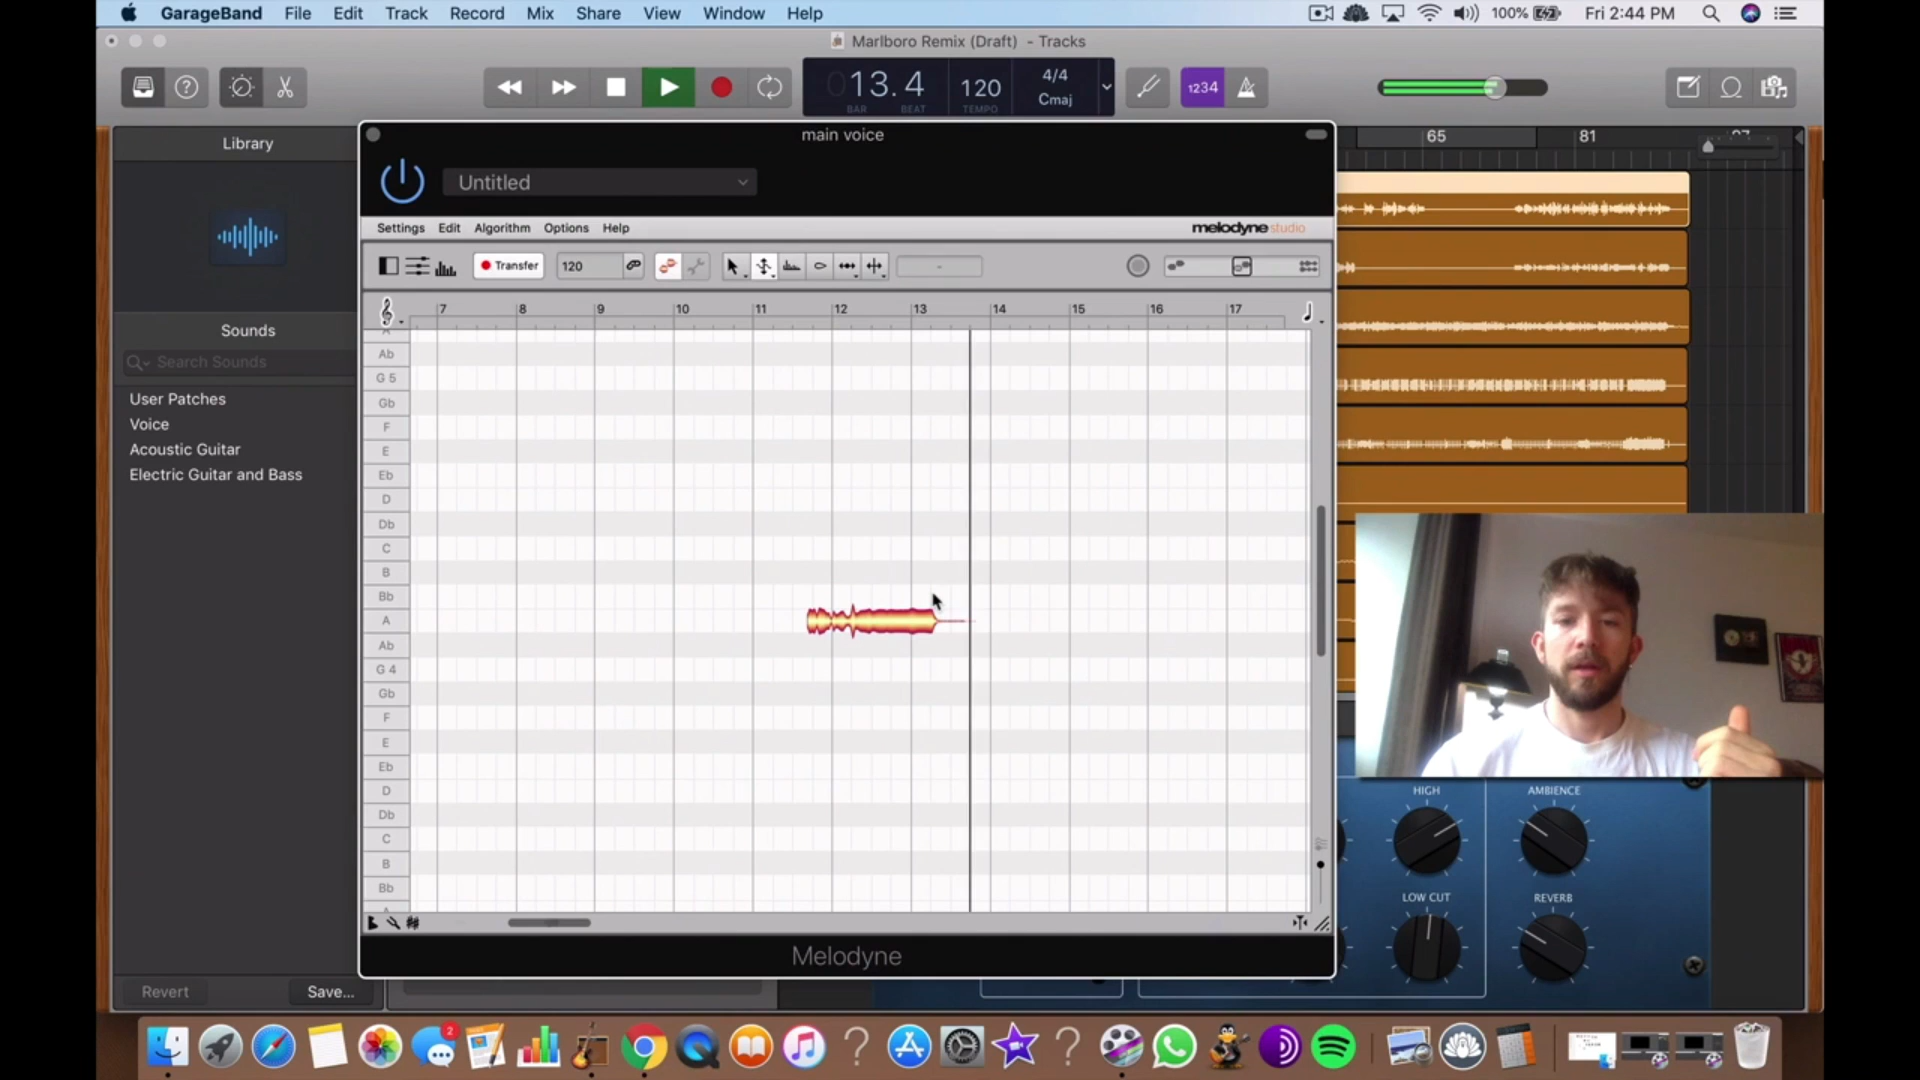 GarageBand File Edit Track Record Mix Share View Window Help 100% Fri 2:44 PM
Marlboro Remix (Draft) - Tracks
13.4 120 4/4
Cmaj
BAR BEAT TEMPO
1234
Library
main voice
65 81
Untitled
Settings Edit Algorithm Options Help melodyne studio
Transfer 120 -
7 8 9 10 11 12 13 14 15 16 17
Sounds
Search Sounds
User Patches
Voice
Acoustic Guitar
Electric Guitar and Bass
Ab
G 5
Gb
F
E
Eb
D
Db
C
B
Bb
A
Ab
G 4
Gb
F
E
Eb
D
Db
C
B
Bb
HIGH AMBIENCE
LOW CUT REVERB
Melodyne
Revert Save...
2